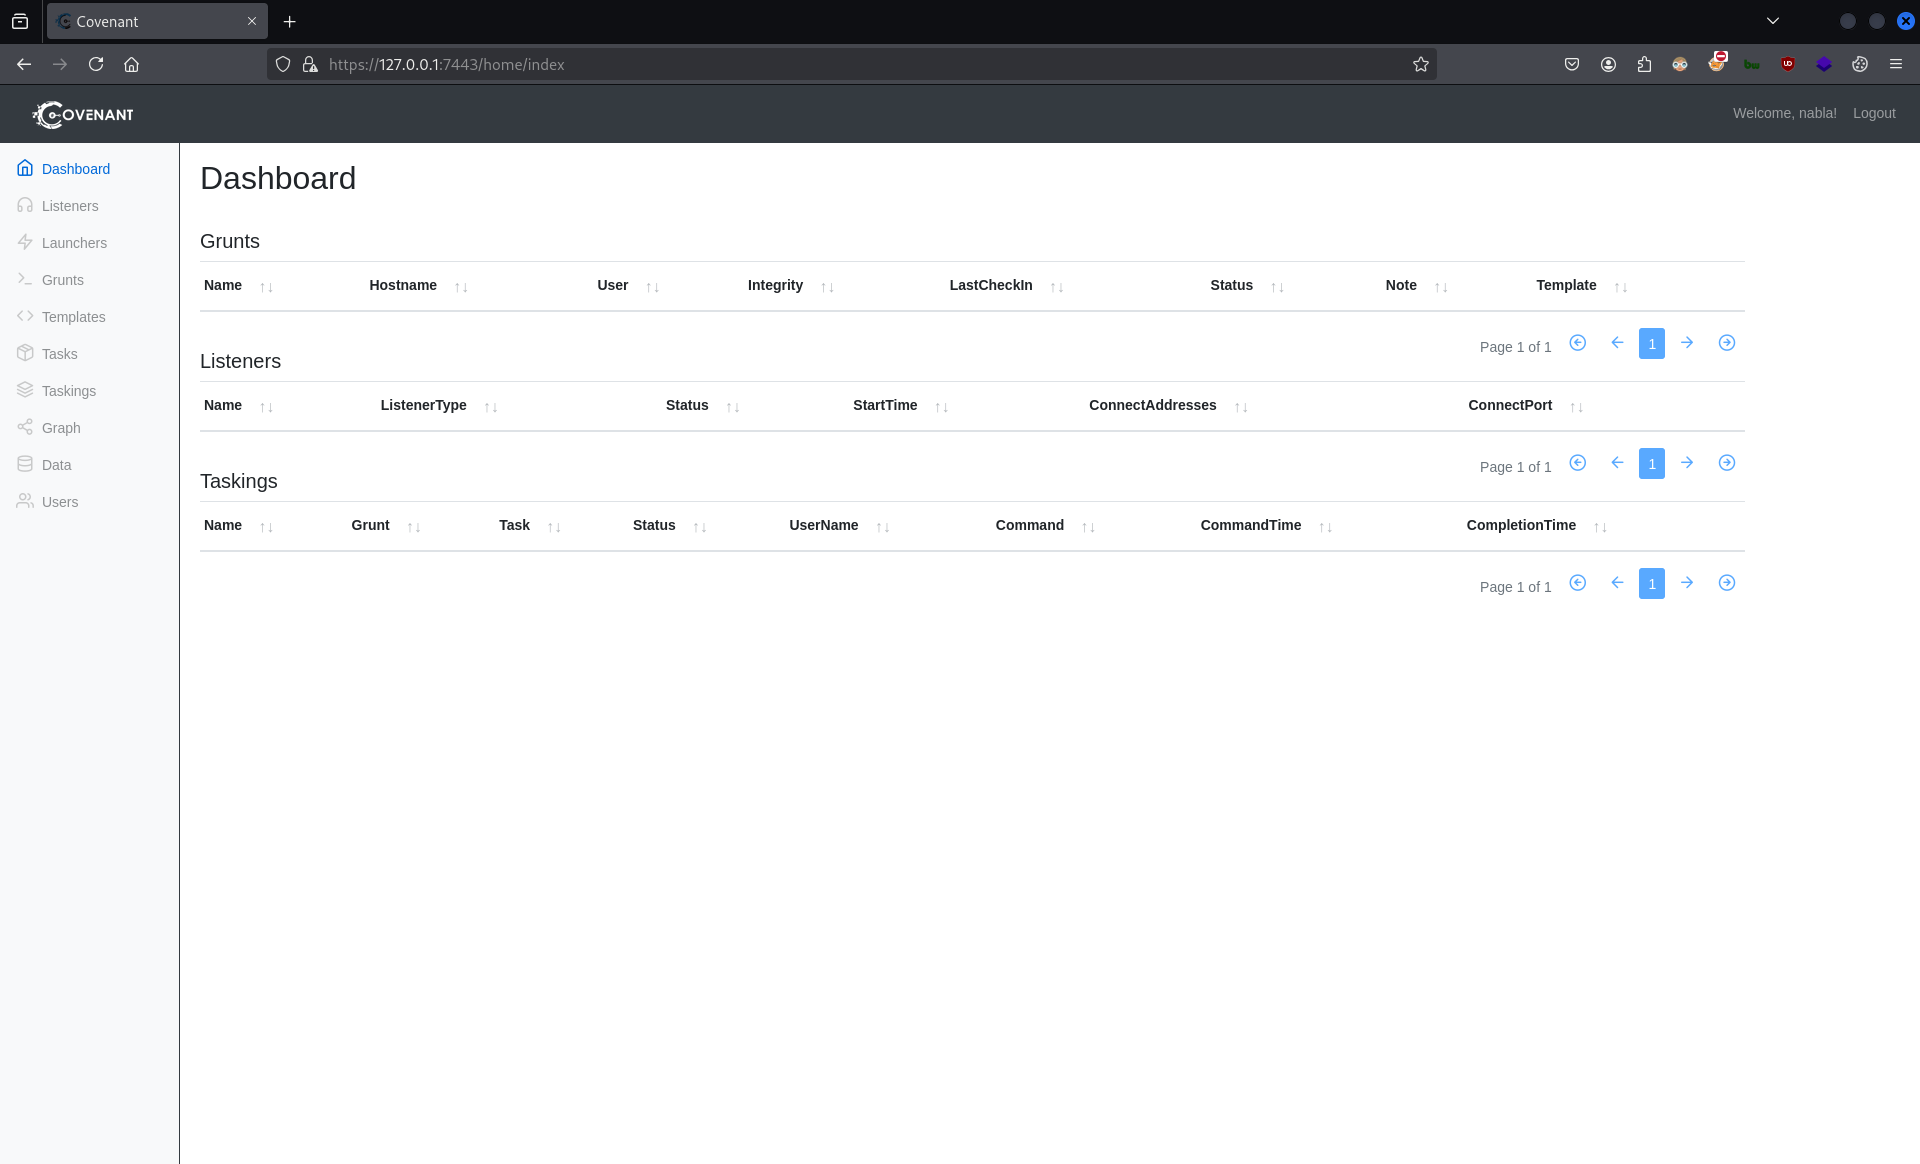 Covenant
https://127.0.0.1:7443/home/index
COVENANT
Welcome, nabla! Logout
Dashboard
Listeners
Launchers
Grunts
Templates
Tasks
Taskings
Graph
Data
Users
Dashboard
Grunts
Name ↑↓ Hostname ↑↓ User ↑↓ Integrity ↑↓ LastCheckIn ↑↓ Status ↑↓ Note ↑↓ Template ↑↓
Page 1 of 1 1
Listeners
Name ↑↓ ListenerType ↑↓ Status ↑↓ StartTime ↑↓ ConnectAddresses ↑↓ ConnectPort ↑↓
Page 1 of 1 1
Taskings
Name ↑↓ Grunt ↑↓ Task ↑↓ Status ↑↓ UserName ↑↓ Command ↑↓ CommandTime ↑↓ CompletionTime ↑↓
Page 1 of 1 1